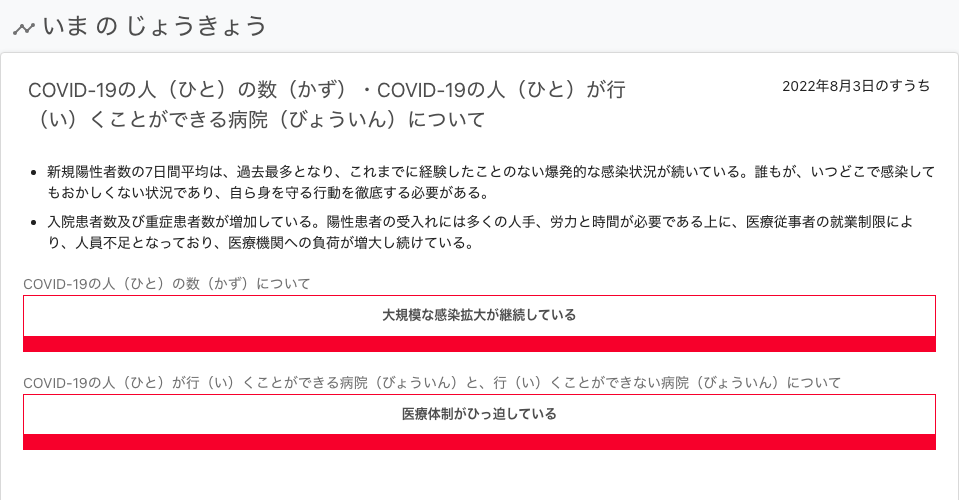 いま の じょうきょう
COVID-19の人（ひと）の数（かず）・COVID-19の人（ひと）が行
（い）くことができる病院（びょういん）について
2022年8月3日のすうち
• 新規陽性者数の7日間平均は、過去最多となり、これまでに経験したことのない爆発的な感染状況が続いている。誰もが、いつどこで感染して
もおかしくない状況であり、自ら身を守る行動を徹底する必要がある。
• 入院患者数及び重症患者数が増加している。陽性患者の受入れには多くの人手、労力と時間が必要である上に、医療従事者の就業制限によ
り、人員不足となっており、医療機関への負荷が増大し続けている。
COVID-19の人（ひと）の数（かず）について
大規模な感染拡大が継続している
COVID-19の人（ひと）が行（い）くことができる病院（びょういん）と、行（い）くことができない病院（びょういん）について
医療体制がひっ迫している